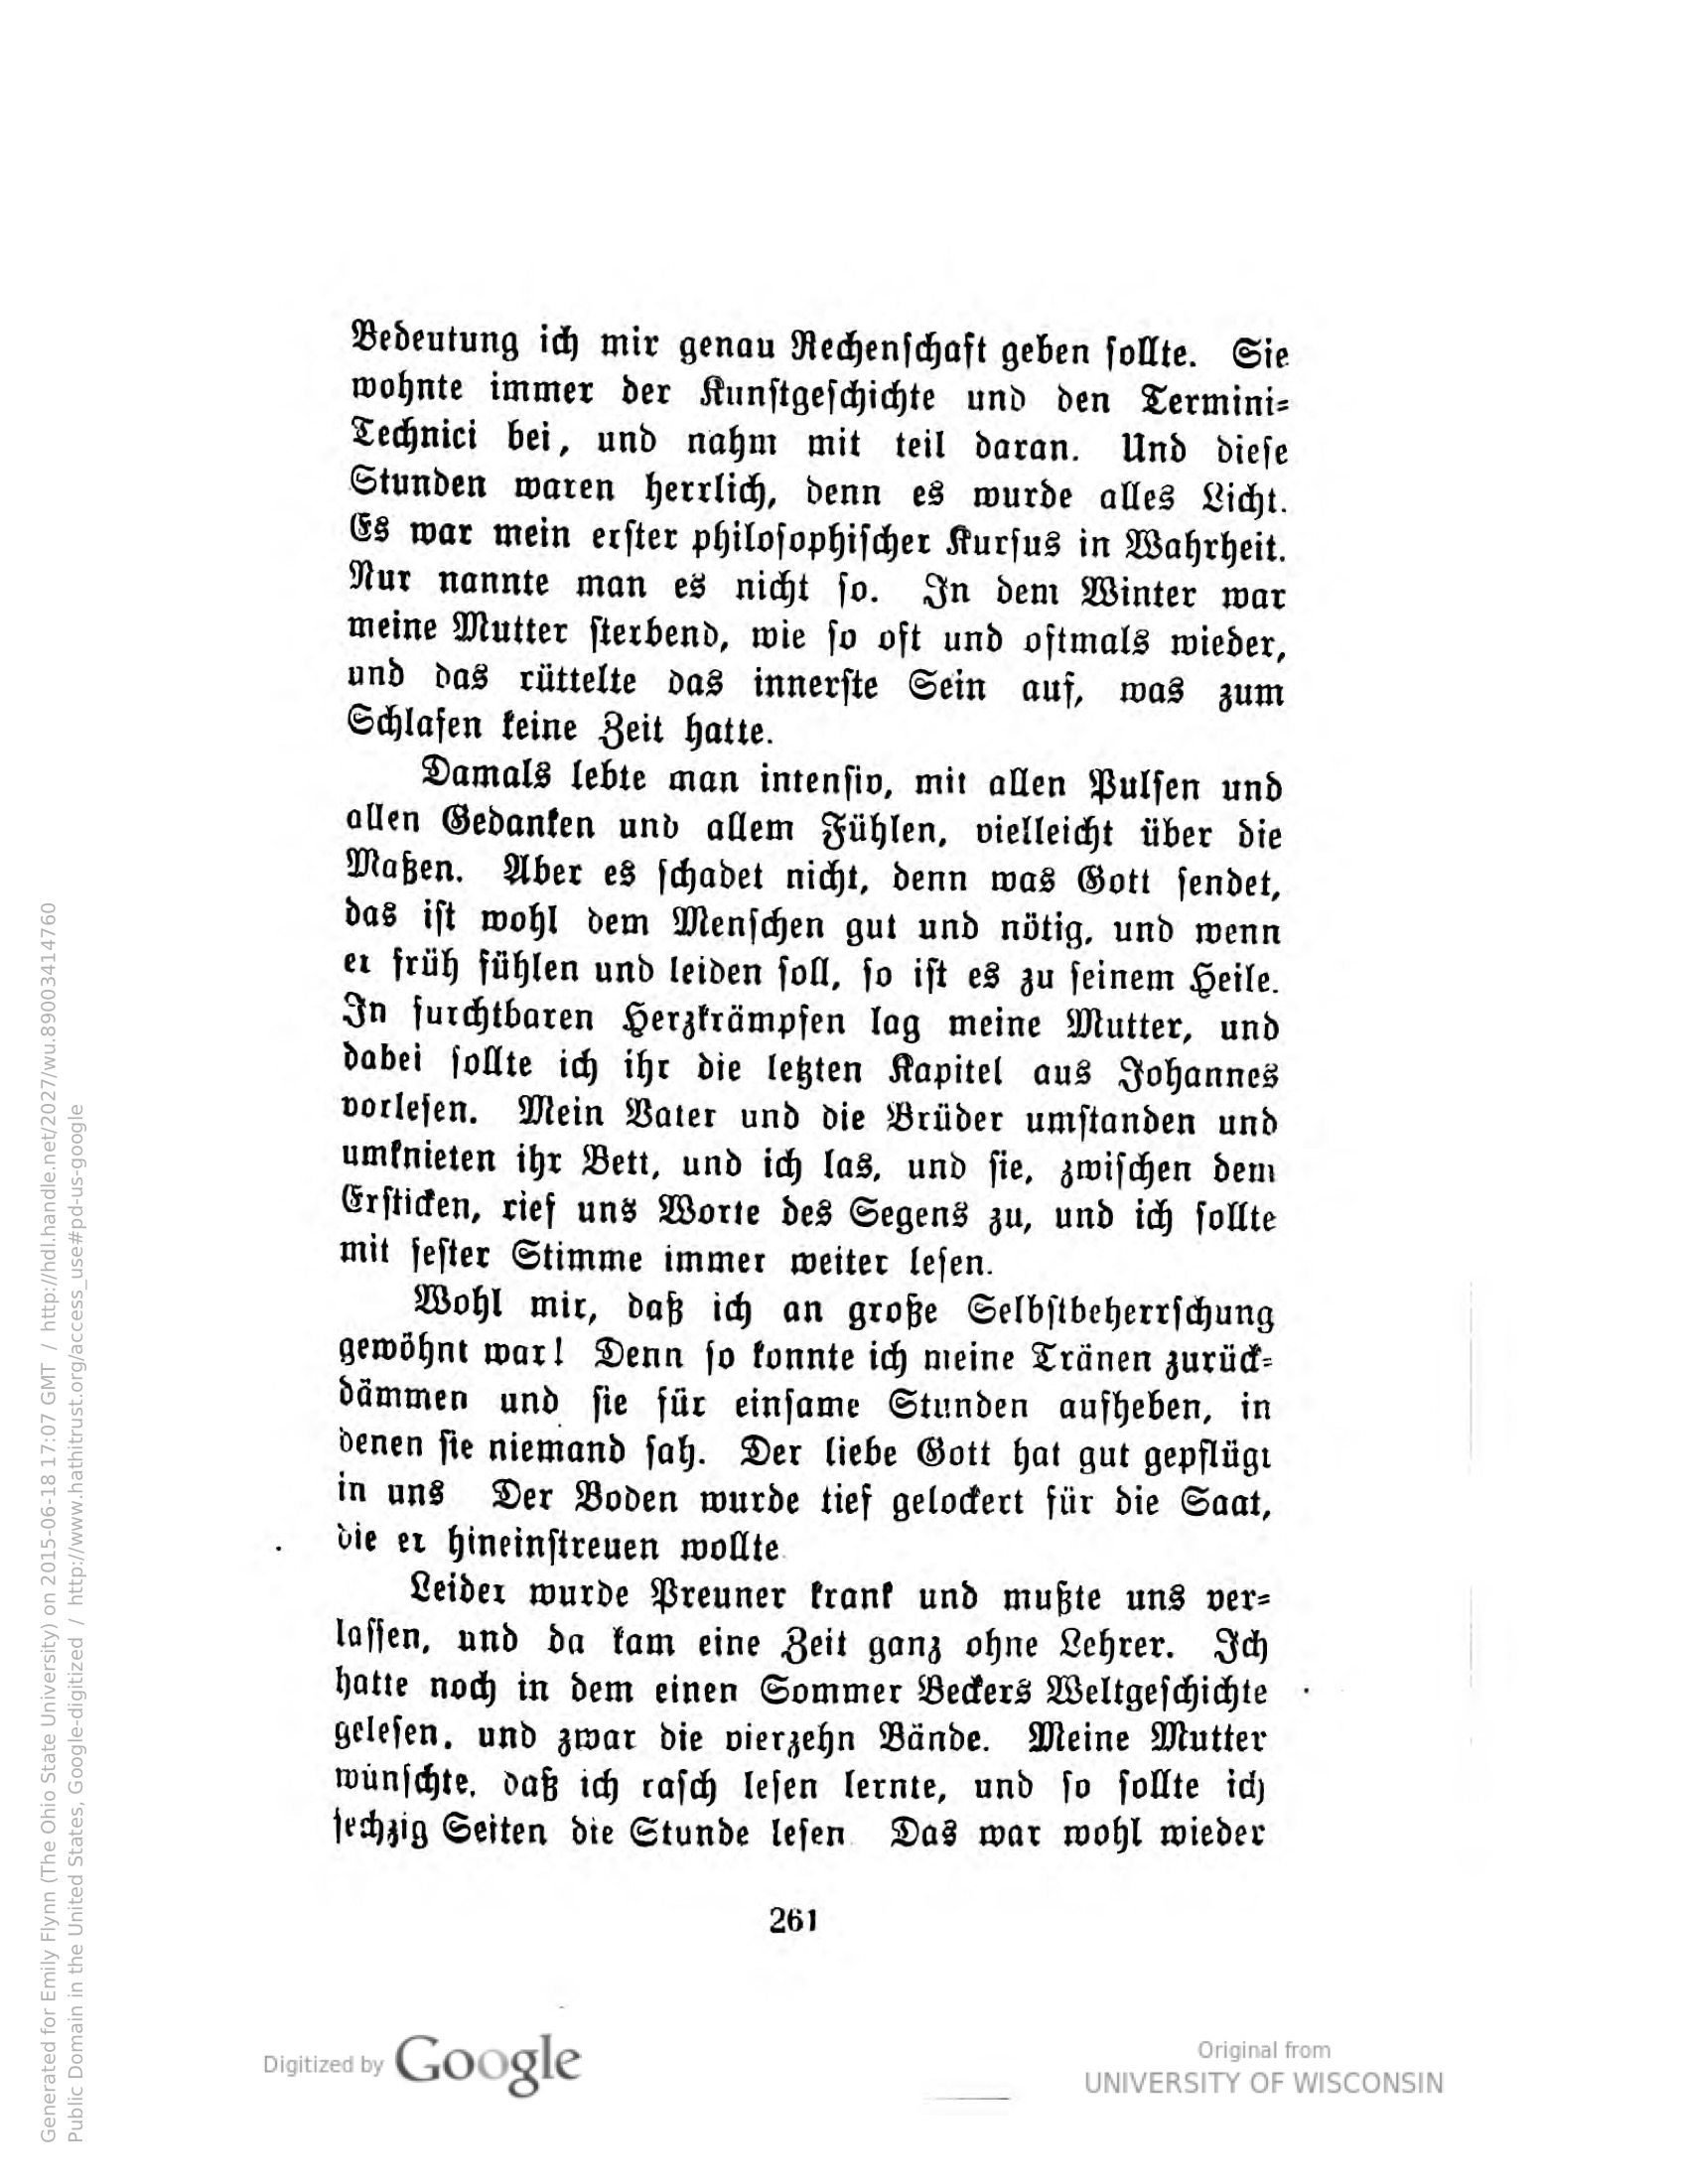 Bedeutung ich mir genau Rechenschaft geben sollte. Sie
wohnte immer der Kunstgeschichte und den Termini-
Technici bei, und nahm mit teil daran. Und diese
Stunden waren herrlich, denn es wurde alles Licht.
Es war mein erster philosophischer Kursus in Wahrheit.
Nur nannte man es nicht so. In dem Winter war
meine Mutter sterbend, wie so oft und oftmals wieder,
und das rüttelte das innerste Sein auf, was zum
Schlafen keine Zeit hatte.
Damals lebte man intensiv, mit allen Pulsen und
allen Gedanken und allem Fühlen, vielleicht über die
Maßen. Aber es schadet nicht, denn was Gott sendet,
das ist wohl dem Menschen gut und nötig, und wenn
er früh fühlen und leiden soll, so ist es zu seinem Heile.
In furchtbaren Herzkrämpfen lag meine Mutter, und
dabei sollte ich ihr die letzten Kapitel aus Johannes
vorlesen. Mein Vater und die Brüder umstanden und
umknieten ihr Bett, und ich las, und sie, zwischen dem
Ersticken, rief uns Worte des Segens zu, und ich sollte
mit fester Stimme immer weiter lesen.
Wohl mir, daß ich an große Selbstbeherrschung
gewöhnt war! Denn so konnte ich meine Tränen zurück-
dämmen und sie für einsame Stunden aufheben, in
denen sie niemand sah. Der liebe Gott hat gut gepflügt
in uns Der Boden wurde tief gelockert für die Saat,
die er hineinstreuen wollte
Leider wurde Preuner krank und mußte uns ver-
lassen, und da kam eine Zeit ganz ohne Lehrer. Ich
hatte noch in dem einen Sommer Beckers Weltgeschichte
gelesen, und zwar die vierzehn Bände. Meine Mutter
wünschte, daß ich rasch lesen lernte, und so sollte ich
sechzig Seiten die Stunde lesen Das war wohl wieder
261
Digitized by Google
Original from
UNIVERSITY OF WISCONSIN
Generated for Emily Flynn (The Ohio State University) on 2015-06-18 17:07 GMT / http://hdl.handle.net/2027/wu.89003414760
Public Domain in the United States, Google-digitized / http://www.hathitrust.org/access_use#pd-us-google